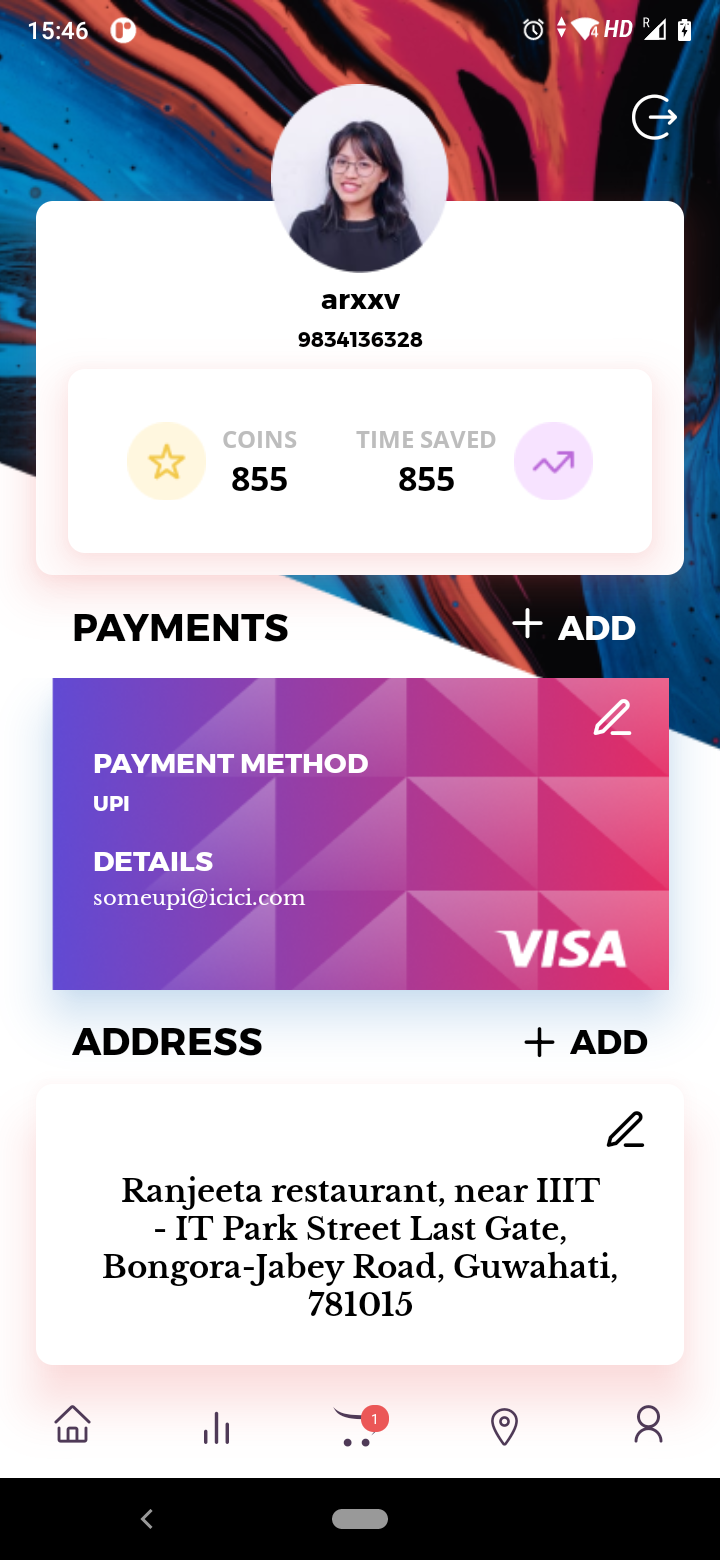 15:46
4 HD R
arxxv
9834136328
COINS
TIME SAVED
855
855
PAYMENTS
ADD
PAYMENT METHOD
UPI
DETAILS
someupi@icici.com
VISA
ADDRESS
ADD
Ranjeeta restaurant, near IIIT
- IT Park Street Last Gate,
Bongora-Jabey Road, Guwahati,
781015
1